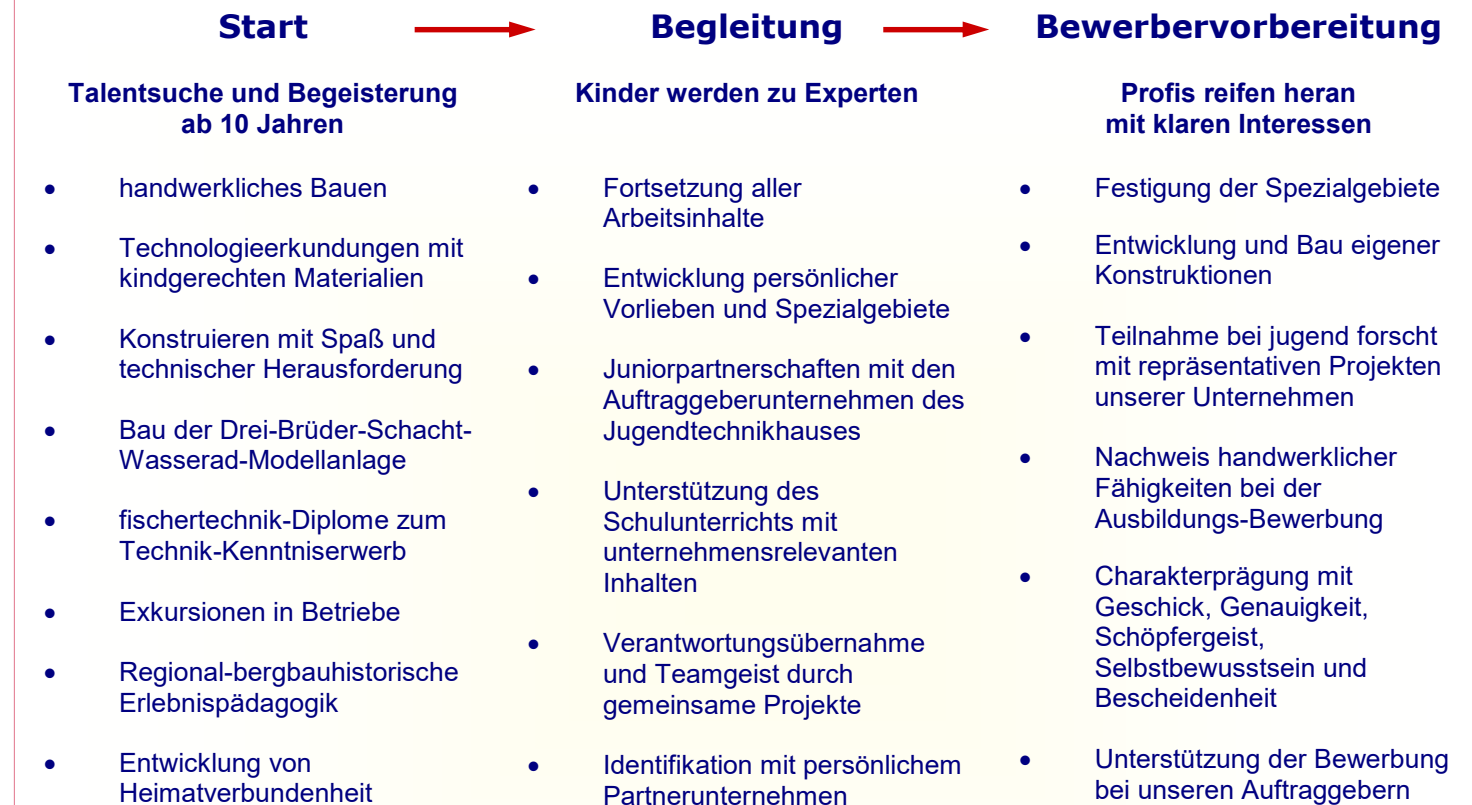 Start
Talentsuche und Begeisterung
ab 10 Jahren
• handwerkliches Bauen
• Technologieerkundungen mit
kindgerechten Materialien
• Konstruieren mit Spaß und
technischer Herausforderung
• Bau der Drei-Brüder-Schacht-
Wasserad-Modellanlage
• fischertechnik-Diplome zum
Technik-Kenntniserwerb
• Exkursionen in Betriebe
• Regional-bergbauhistorische
Erlebnispädagogik
• Entwicklung von
Heimatverbundenheit
Begleitung
Kinder werden zu Experten
• Fortsetzung aller
Arbeitsinhalte
• Entwicklung persönlicher
Vorlieben und Spezialgebiete
• Juniorpartnerschaften mit den
Auftraggeberunternehmen des
Jugendtechnikhauses
• Unterstützung des
Schulunterrichts mit
unternehmensrelevanten
Inhalten
• Verantwortungsübernahme
und Teamgeist durch
gemeinsame Projekte
• Identifikation mit persönlichem
Partnerunternehmen
Bewerbervorbereitung
Profis reifen heran
mit klaren Interessen
• Festigung der Spezialgebiete
• Entwicklung und Bau eigener
Konstruktionen
• Teilnahme bei jugend forscht
mit repräsentativen Projekten
unserer Unternehmen
• Nachweis handwerklicher
Fähigkeiten bei der
Ausbildungs-Bewerbung
• Charakterprägung mit
Geschick, Genauigkeit,
Schöpfergeist,
Selbstbewusstsein und
Bescheidenheit
• Unterstützung der Bewerbung
bei unseren Auftraggebern